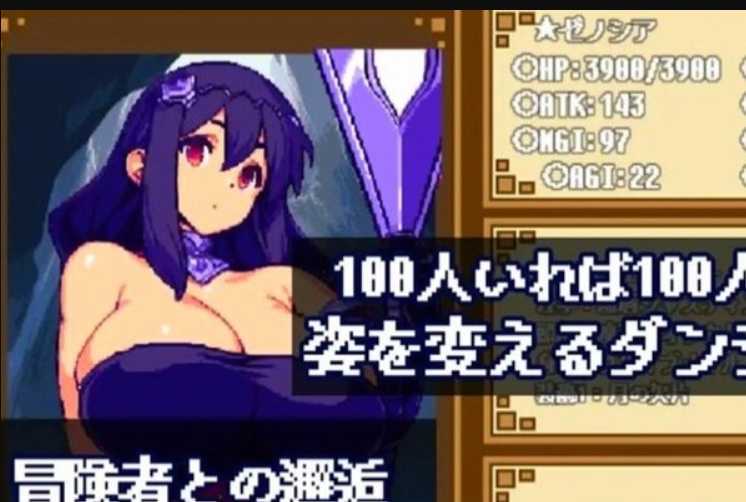 ★ゼノシア
HP:3900/3900
ATK:143
MGI:97
AGI:22
100人いれば100人
姿を変えるダン
冒険者との邂逅